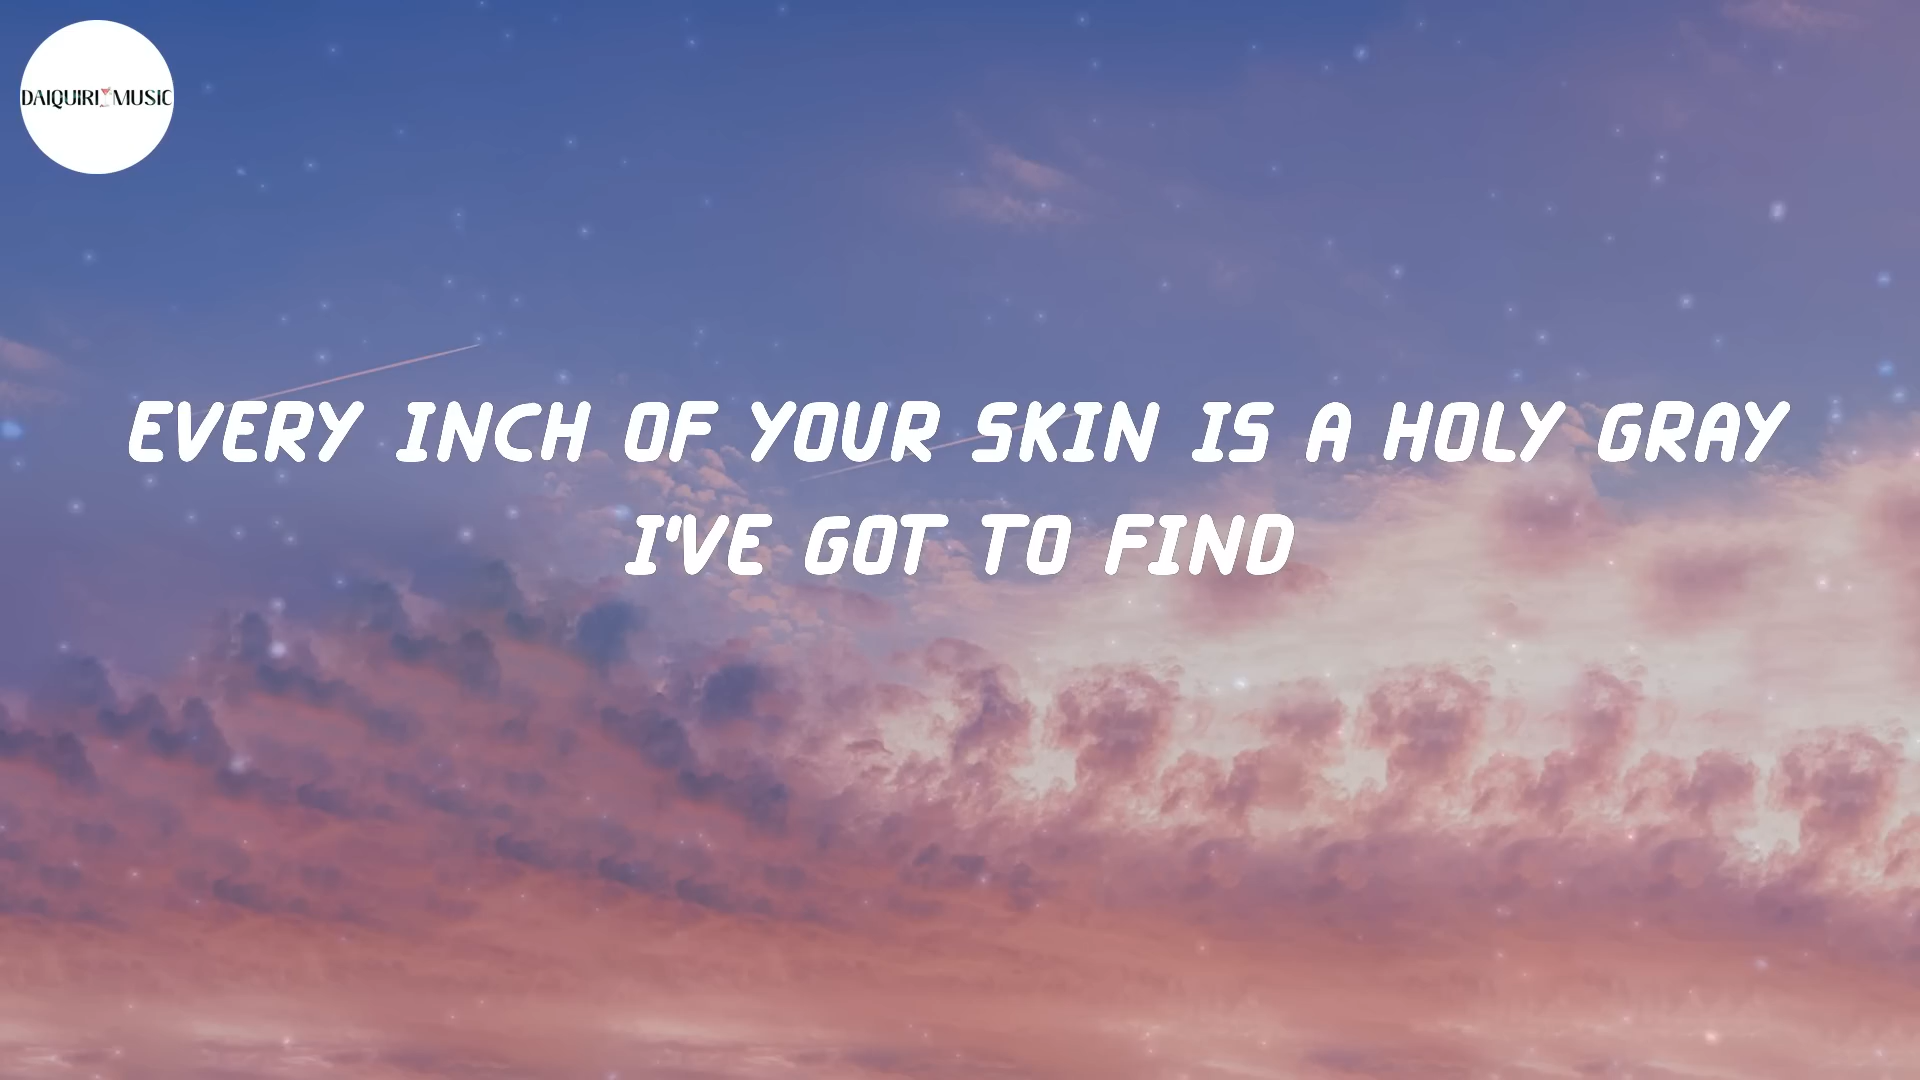 DAIQUIRI MUSIC
EVERY INCH OF YOUR SKIN IS A HOLY GRAY
I'VE GOT TO FIND